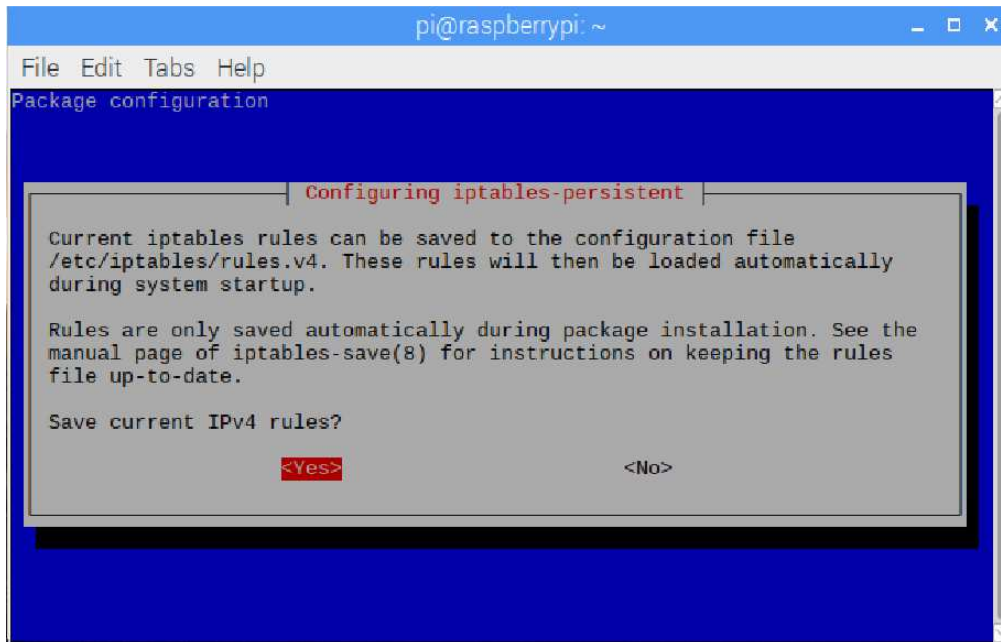 pi@raspberrypi: ~
File Edit Tabs Help
Package configuration
Configuring iptables-persistent
Current iptables rules can be saved to the configuration file
/etc/iptables/rules.v4. These rules will then be loaded automatically
during system startup.
Rules are only saved automatically during package installation. See the
manual page of iptables-save(8) for instructions on keeping the rules
file up-to-date.
Save current IPv4 rules?
<Yes> <No>